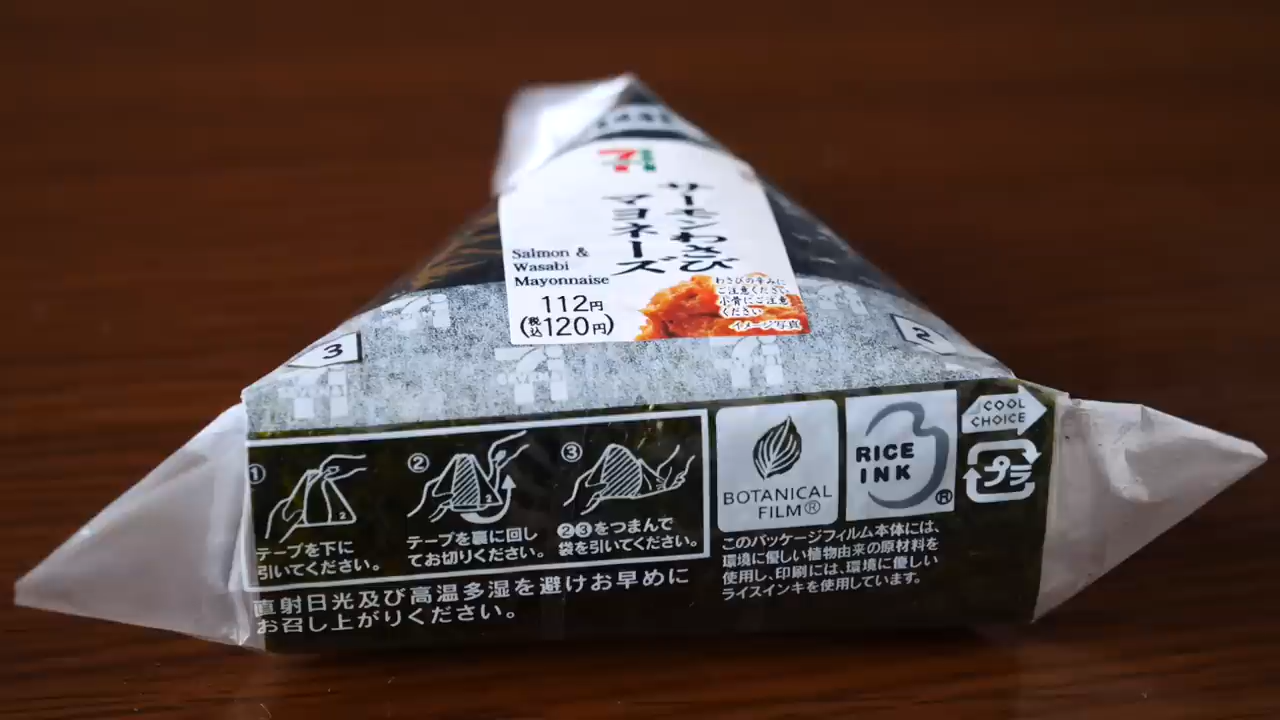 サーモンわさび
マヨネーズ
Salmon &
Wasabi
Mayonnaise
112円
(税込120円)
わさびの辛みに
ご注意ください
小骨にご注意
ください
イメージ写真
3
2
①
テープを下に
引いてください。
②
テープを裏に回し
てお切りください。
③
❷❸をつまんで
袋を引いてください。
直射日光及び高温多湿を避けお早めに
お召し上がりください。
BOTANICAL
FILM®
RICE
INK
®
COOL
CHOICE
プラ
このパッケージフィルム本体には、
環境に優しい植物由来の原材料を
使用し、印刷には、環境に優しい
ライスインキを使用しています。